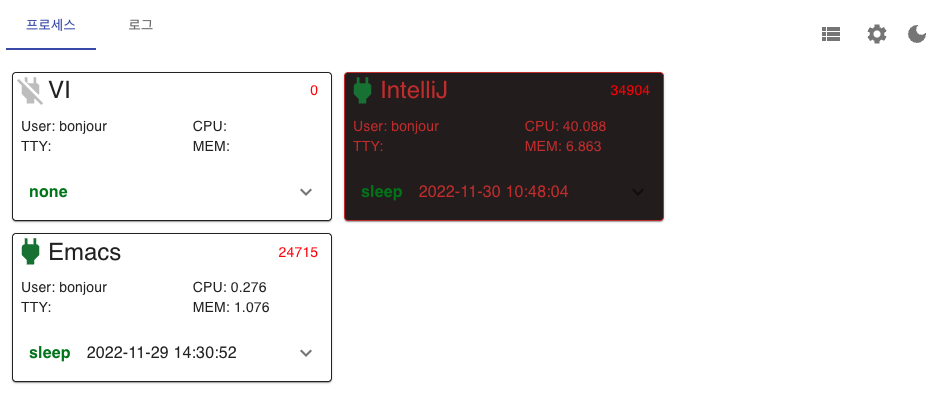 프로세스 로그
VI 0
User: bonjour CPU:
TTY: MEM:
none
IntelliJ 34904
User: bonjour CPU: 40.088
TTY: MEM: 6.863
sleep 2022-11-30 10:48:04
Emacs 24715
User: bonjour CPU: 0.276
TTY: MEM: 1.076
sleep 2022-11-29 14:30:52